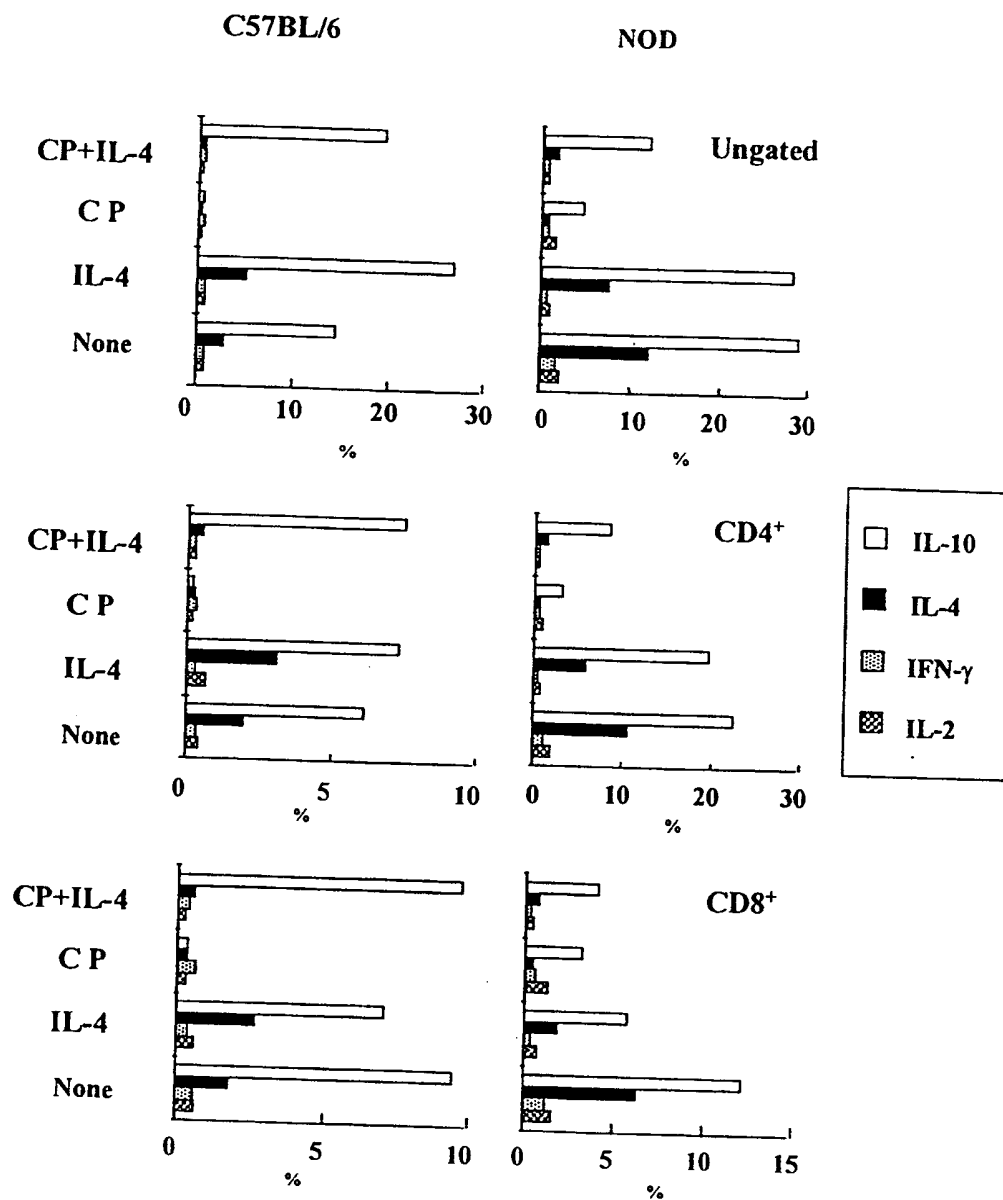 C57BL/6
NOD
Ungated
CP+IL-4
C P
IL-4
None
0 10 20 30
%
0 10 20 30
%
CD4⁺
CP+IL-4
C P
IL-4
None
0 5 10
%
0 10 20 30
%
IL-10
IL-4
IFN-γ
IL-2
CD8⁺
CP+IL-4
C P
IL-4
None
0 5 10
%
0 5 10 15
%